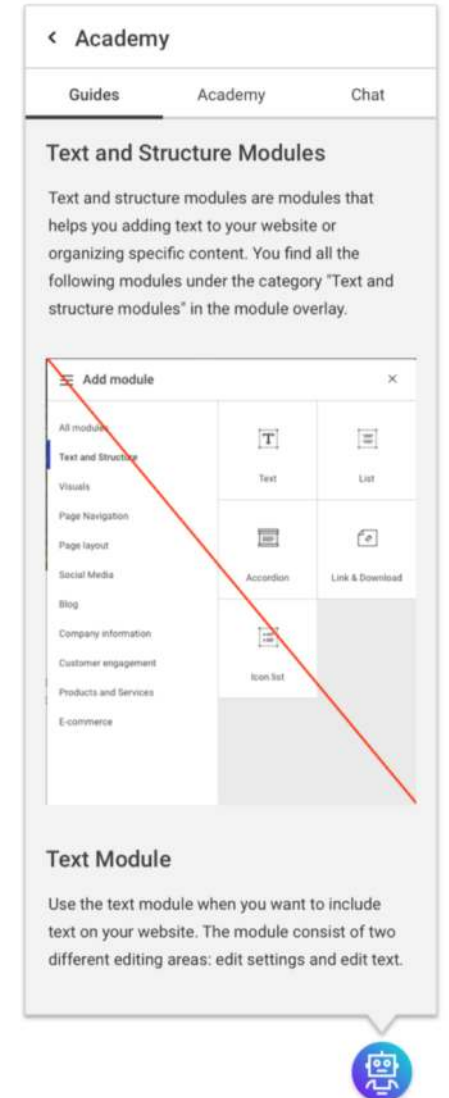 Academy
Guides Academy Chat
Text and Structure Modules
Text and structure modules are modules that
helps you adding text to your website or
organizing specific content. You find all the
following modules under the category "Text and
structure modules" in the module overlay.
Add module
All modules
Text and Structure
Visuals
Page Navigation
Page layout
Social Media
Blog
Company information
Customer engagement
Products and Services
E-commerce
Text List
Accordion Link & Download
Icon list
Text Module
Use the text module when you want to include
text on your website. The module consist of two
different editing areas: edit settings and edit text.